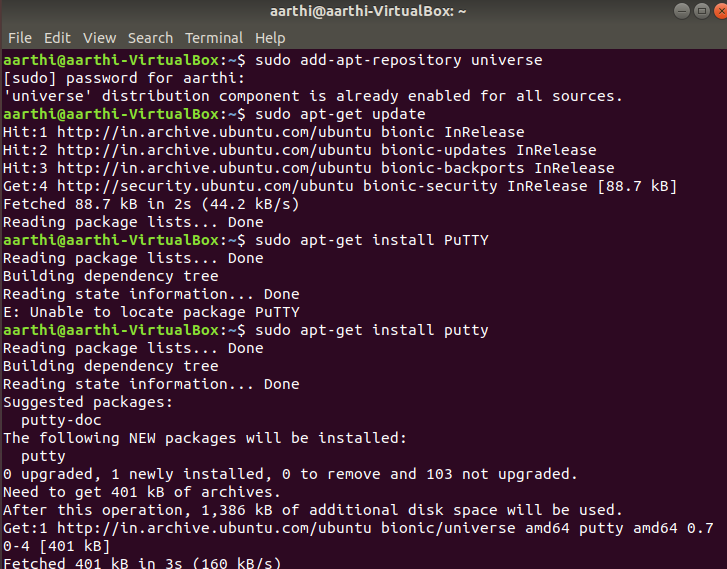 aarthi@aarthi-VirtualBox: ~
File Edit View Search Terminal Help
aarthi@aarthi-VirtualBox:~$ sudo add-apt-repository universe
[sudo] password for aarthi:
'universe' distribution component is already enabled for all sources.
aarthi@aarthi-VirtualBox:~$ sudo apt-get update
Hit:1 http://in.archive.ubuntu.com/ubuntu bionic InRelease
Hit:2 http://in.archive.ubuntu.com/ubuntu bionic-updates InRelease
Hit:3 http://in.archive.ubuntu.com/ubuntu bionic-backports InRelease
Get:4 http://security.ubuntu.com/ubuntu bionic-security InRelease [88.7 kB]
Fetched 88.7 kB in 2s (44.2 kB/s)
Reading package lists... Done
aarthi@aarthi-VirtualBox:~$ sudo apt-get install PuTTY
Reading package lists... Done
Building dependency tree
Reading state information... Done
E: Unable to locate package PuTTY
aarthi@aarthi-VirtualBox:~$ sudo apt-get install putty
Reading package lists... Done
Building dependency tree
Reading state information... Done
Suggested packages:
  putty-doc
The following NEW packages will be installed:
  putty
0 upgraded, 1 newly installed, 0 to remove and 103 not upgraded.
Need to get 401 kB of archives.
After this operation, 1,386 kB of additional disk space will be used.
Get:1 http://in.archive.ubuntu.com/ubuntu bionic/universe amd64 putty amd64 0.7
0-4 [401 kB]
Fetched 401 kB in 3s (160 kB/s)